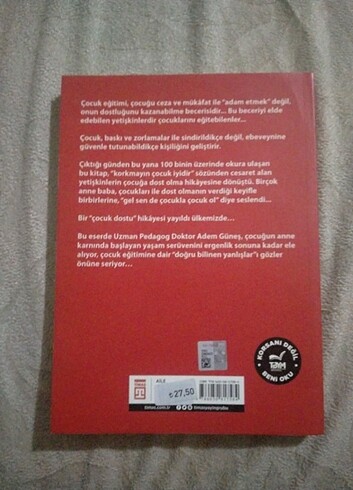 Çocuk eğitimi, çocuğu ceza ve mükâfat ile “adam etmek” değil,
onun dostluğunu kazanabilme becerisidir... Bu beceriyi elde
edebilen yetişkinlerdir çocuklarını eğitebilenler...
Çocuk, baskı ve zorlamalar ile sindirildikçe değil, ebeveynine
güvenle tutunabildikçe kişiliğini geliştirir.
Çıktığı günden bu yana 100 binin üzerinde okura ulaşan
bu kitap, “korkmayın çocuk iyidir” sözünden cesaret alan
yetişkinlerin çocuğa dost olma hikâyesine dönüştü. Birçok
anne baba, çocukları ile dost olmanın verdiği keyifle
birbirlerine, “gel sen de çocukla çocuk ol” diye seslendi...
Bir “çocuk dostu” hikâyesi yayıldı ülkemizde...
Bu eserde Uzman Pedagog Doktor Adem Güneş, çocuğun anne
karnında başlayan yaşam serüvenini ergenlik sonuna kadar ele
alıyor, çocuk eğitimine dair “doğru bilinen yanlışlar”ı gözler
önüne seriyor...
KORSANI DEĞİL
BENİ OKU
AİLE
₺27,50
timas.com.tr
timasyayingrubu